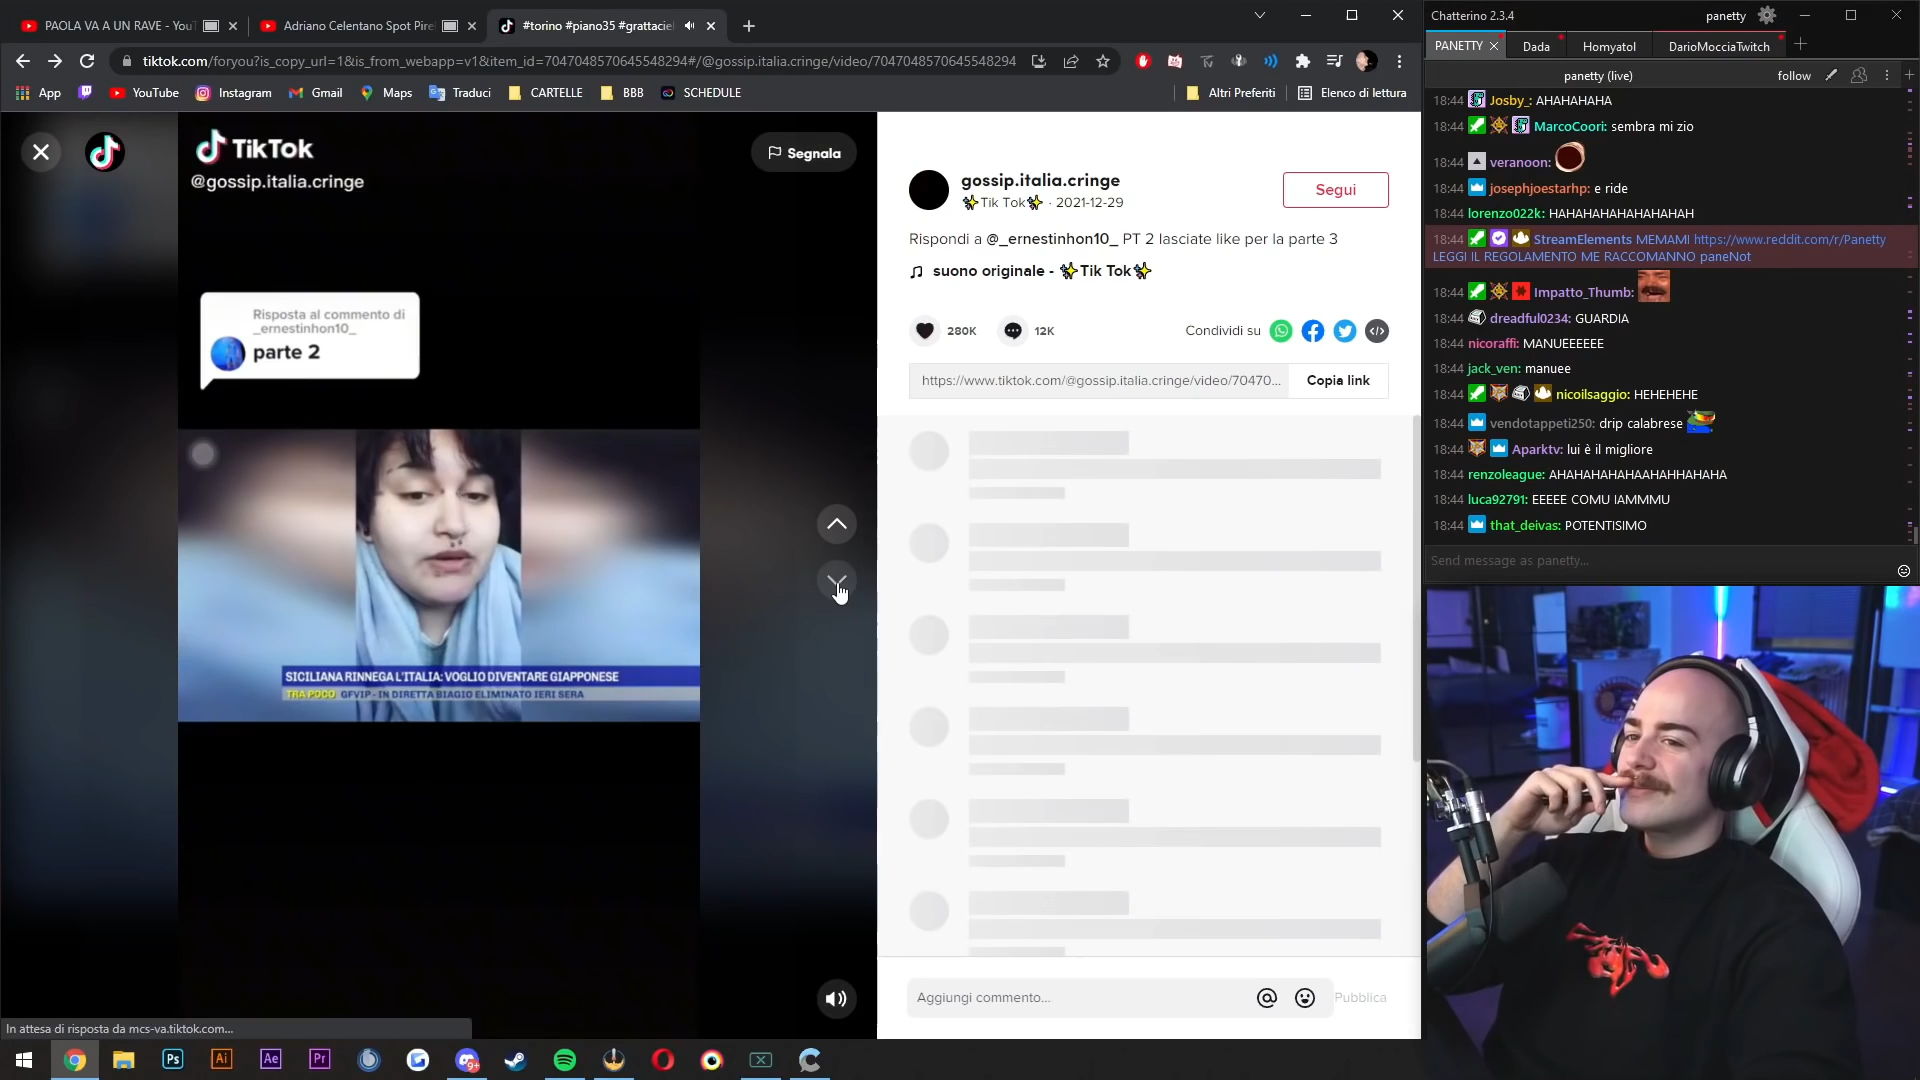 PAOLA VA A UN RAVE - You
Adriano Celentano Spot Pire
#torino #piano35 #grattaciel
tiktok.com/foryou?is_copy_url=1&is_from_webapp=v1&item_id=7047048570645548294#/@gossip.italia.cringe/video/7047048570645548294
App
YouTube
Instagram
Gmail
Maps
Traduci
CARTELLE
BBB
SCHEDULE
Altri Preferiti
Elenco di lettura
TikTok
@gossip.italia.cringe
Segnala
Risposta al commento di
_ernestinhon10_
parte 2
SICILIANA RINNEGA L'ITALIA: VOGLIO DIVENTARE GIAPPONESE
TRA POCO GFVIP - IN DIRETTA BIAGIO ELIMINATO IERI SERA
In attesa di risposta da mcs-va.tiktok.com...
gossip.italia.cringe
✨Tik Tok✨ · 2021-12-29
Segui
Rispondi a @_ernestinhon10_ PT 2 lasciate like per la parte 3
suono originale - ✨Tik Tok✨
280K
12K
Condividi su
https://www.tiktok.com/@gossip.italia.cringe/video/70470...
Copia link
Aggiungi commento...
Pubblica
Chatterino 2.3.4
panetty
PANETTY
Dada
Homyatol
DarioMocciaTwitch
panetty (live)
follow
18:44 Josby_: AHAHAHAHA
18:44 MarcoCoori: sembra mi zio
18:44 veranoon:
18:44 josephjoestarhp: e ride
18:44 lorenzo022k: HAHAHAHAHAHAHAHAH
18:44 StreamElements MEMAMI https://www.reddit.com/r/Panetty
LEGGI IL REGOLAMENTO ME RACCOMANNO paneNot
18:44 Impatto_Thumb:
18:44 dreadful0234: GUARDIA
18:44 nicoraffi: MANUEEEEEE
18:44 jack_ven: manuee
18:44 nicoilsaggio: HEHEHEHE
18:44 vendotappeti250: drip calabrese
18:44 Aparktv: lui è il migliore
18:44 renzoleague: AHAHAHAHAHAAHAHHAHAHA
18:44 luca92791: EEEEE COMU IAMMMU
18:44 that_deivas: POTENTISIMO
Send message as panetty...
Ps
Ai
Ae
Pr
9+